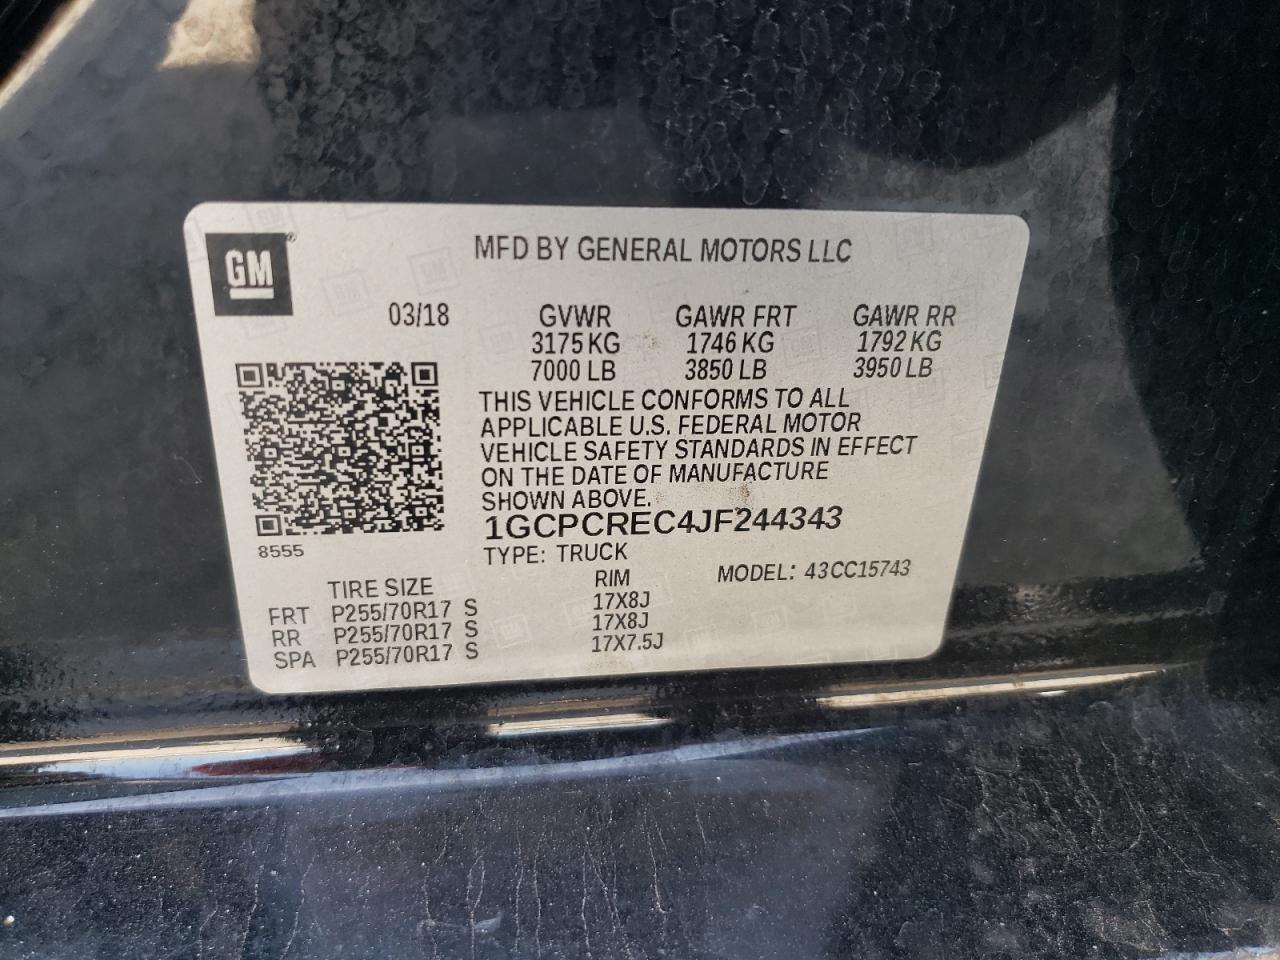 GM
MFD BY GENERAL MOTORS LLC
03/18 GVWR GAWR FRT GAWR RR
3175 KG 1746 KG 1792 KG
7000 LB 3850 LB 3950 LB
THIS VEHICLE CONFORMS TO ALL
APPLICABLE U.S. FEDERAL MOTOR
VEHICLE SAFETY STANDARDS IN EFFECT
ON THE DATE OF MANUFACTURE
SHOWN ABOVE.
1GCPCREC4JF244343
8555
TYPE: TRUCK MODEL: 43CC15743
TIRE SIZE RIM
FRT P255/70R17 S 17X8J
RR P255/70R17 S 17X8J
SPA P255/70R17 S 17X7.5J